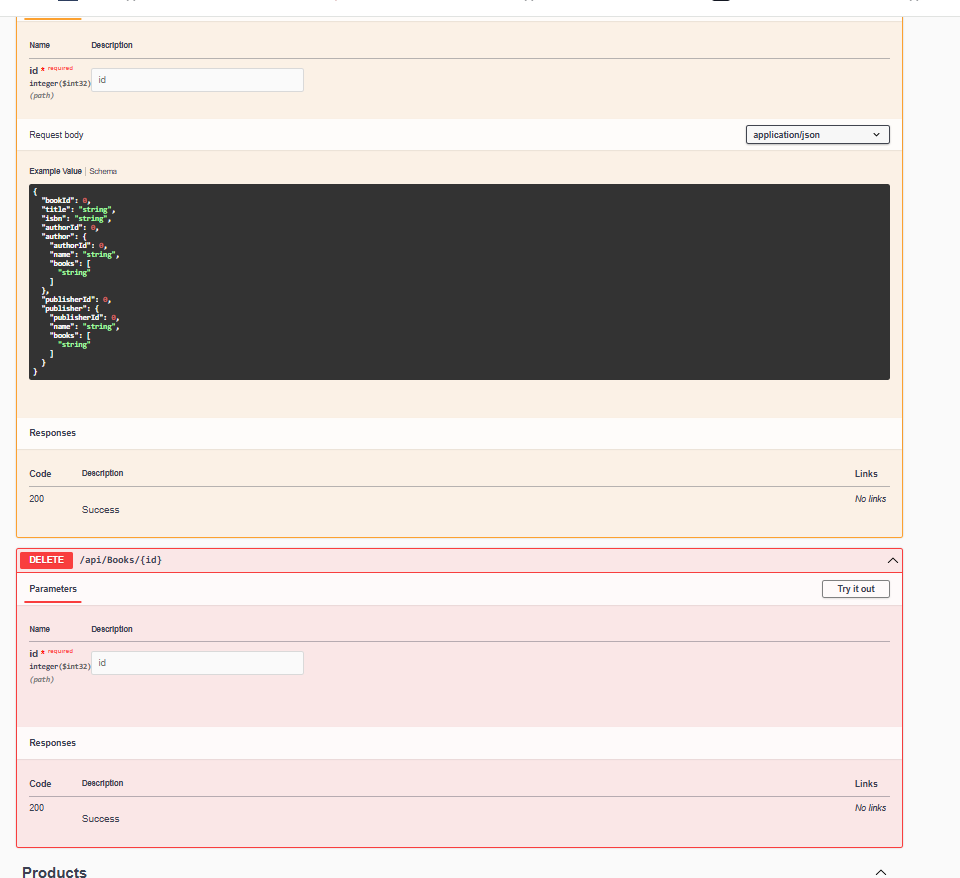 Name Description
id * required
integer($int32)
(path)
id
Request body application/json
Example Value | Schema
{
  "bookId": 0,
  "title": "string",
  "isbn": "string",
  "authorId": 0,
  "author": {
    "authorId": 0,
    "name": "string",
    "books": [
      "string"
    ]
  },
  "publisherId": 0,
  "publisher": {
    "publisherId": 0,
    "name": "string",
    "books": [
      "string"
    ]
  }
}
Responses
Code Description Links
200 No links
Success
DELETE /api/Books/{id}
Parameters Try it out
Name Description
id * required
integer($int32)
(path)
id
Responses
Code Description Links
200 No links
Success
Products